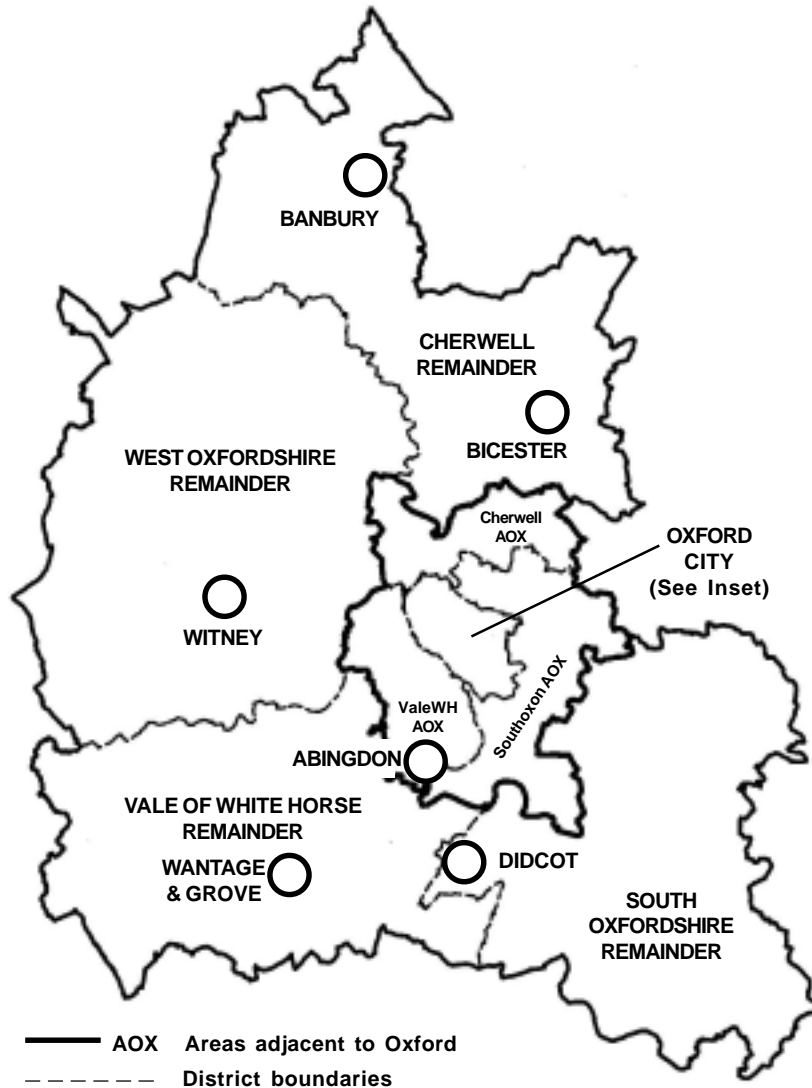 BANBURY
CHERWELL
REMAINDER
BICESTER
WEST OXFORDSHIRE
REMAINDER
Cherwell
AOX
OXFORD
CITY
(See Inset)
WITNEY
ValeWH
AOX
Southoxon AOX
ABINGDON
VALE OF WHITE HORSE
REMAINDER
WANTAGE
& GROVE
DIDCOT
SOUTH
OXFORDSHIRE
REMAINDER
AOX Areas adjacent to Oxford
District boundaries